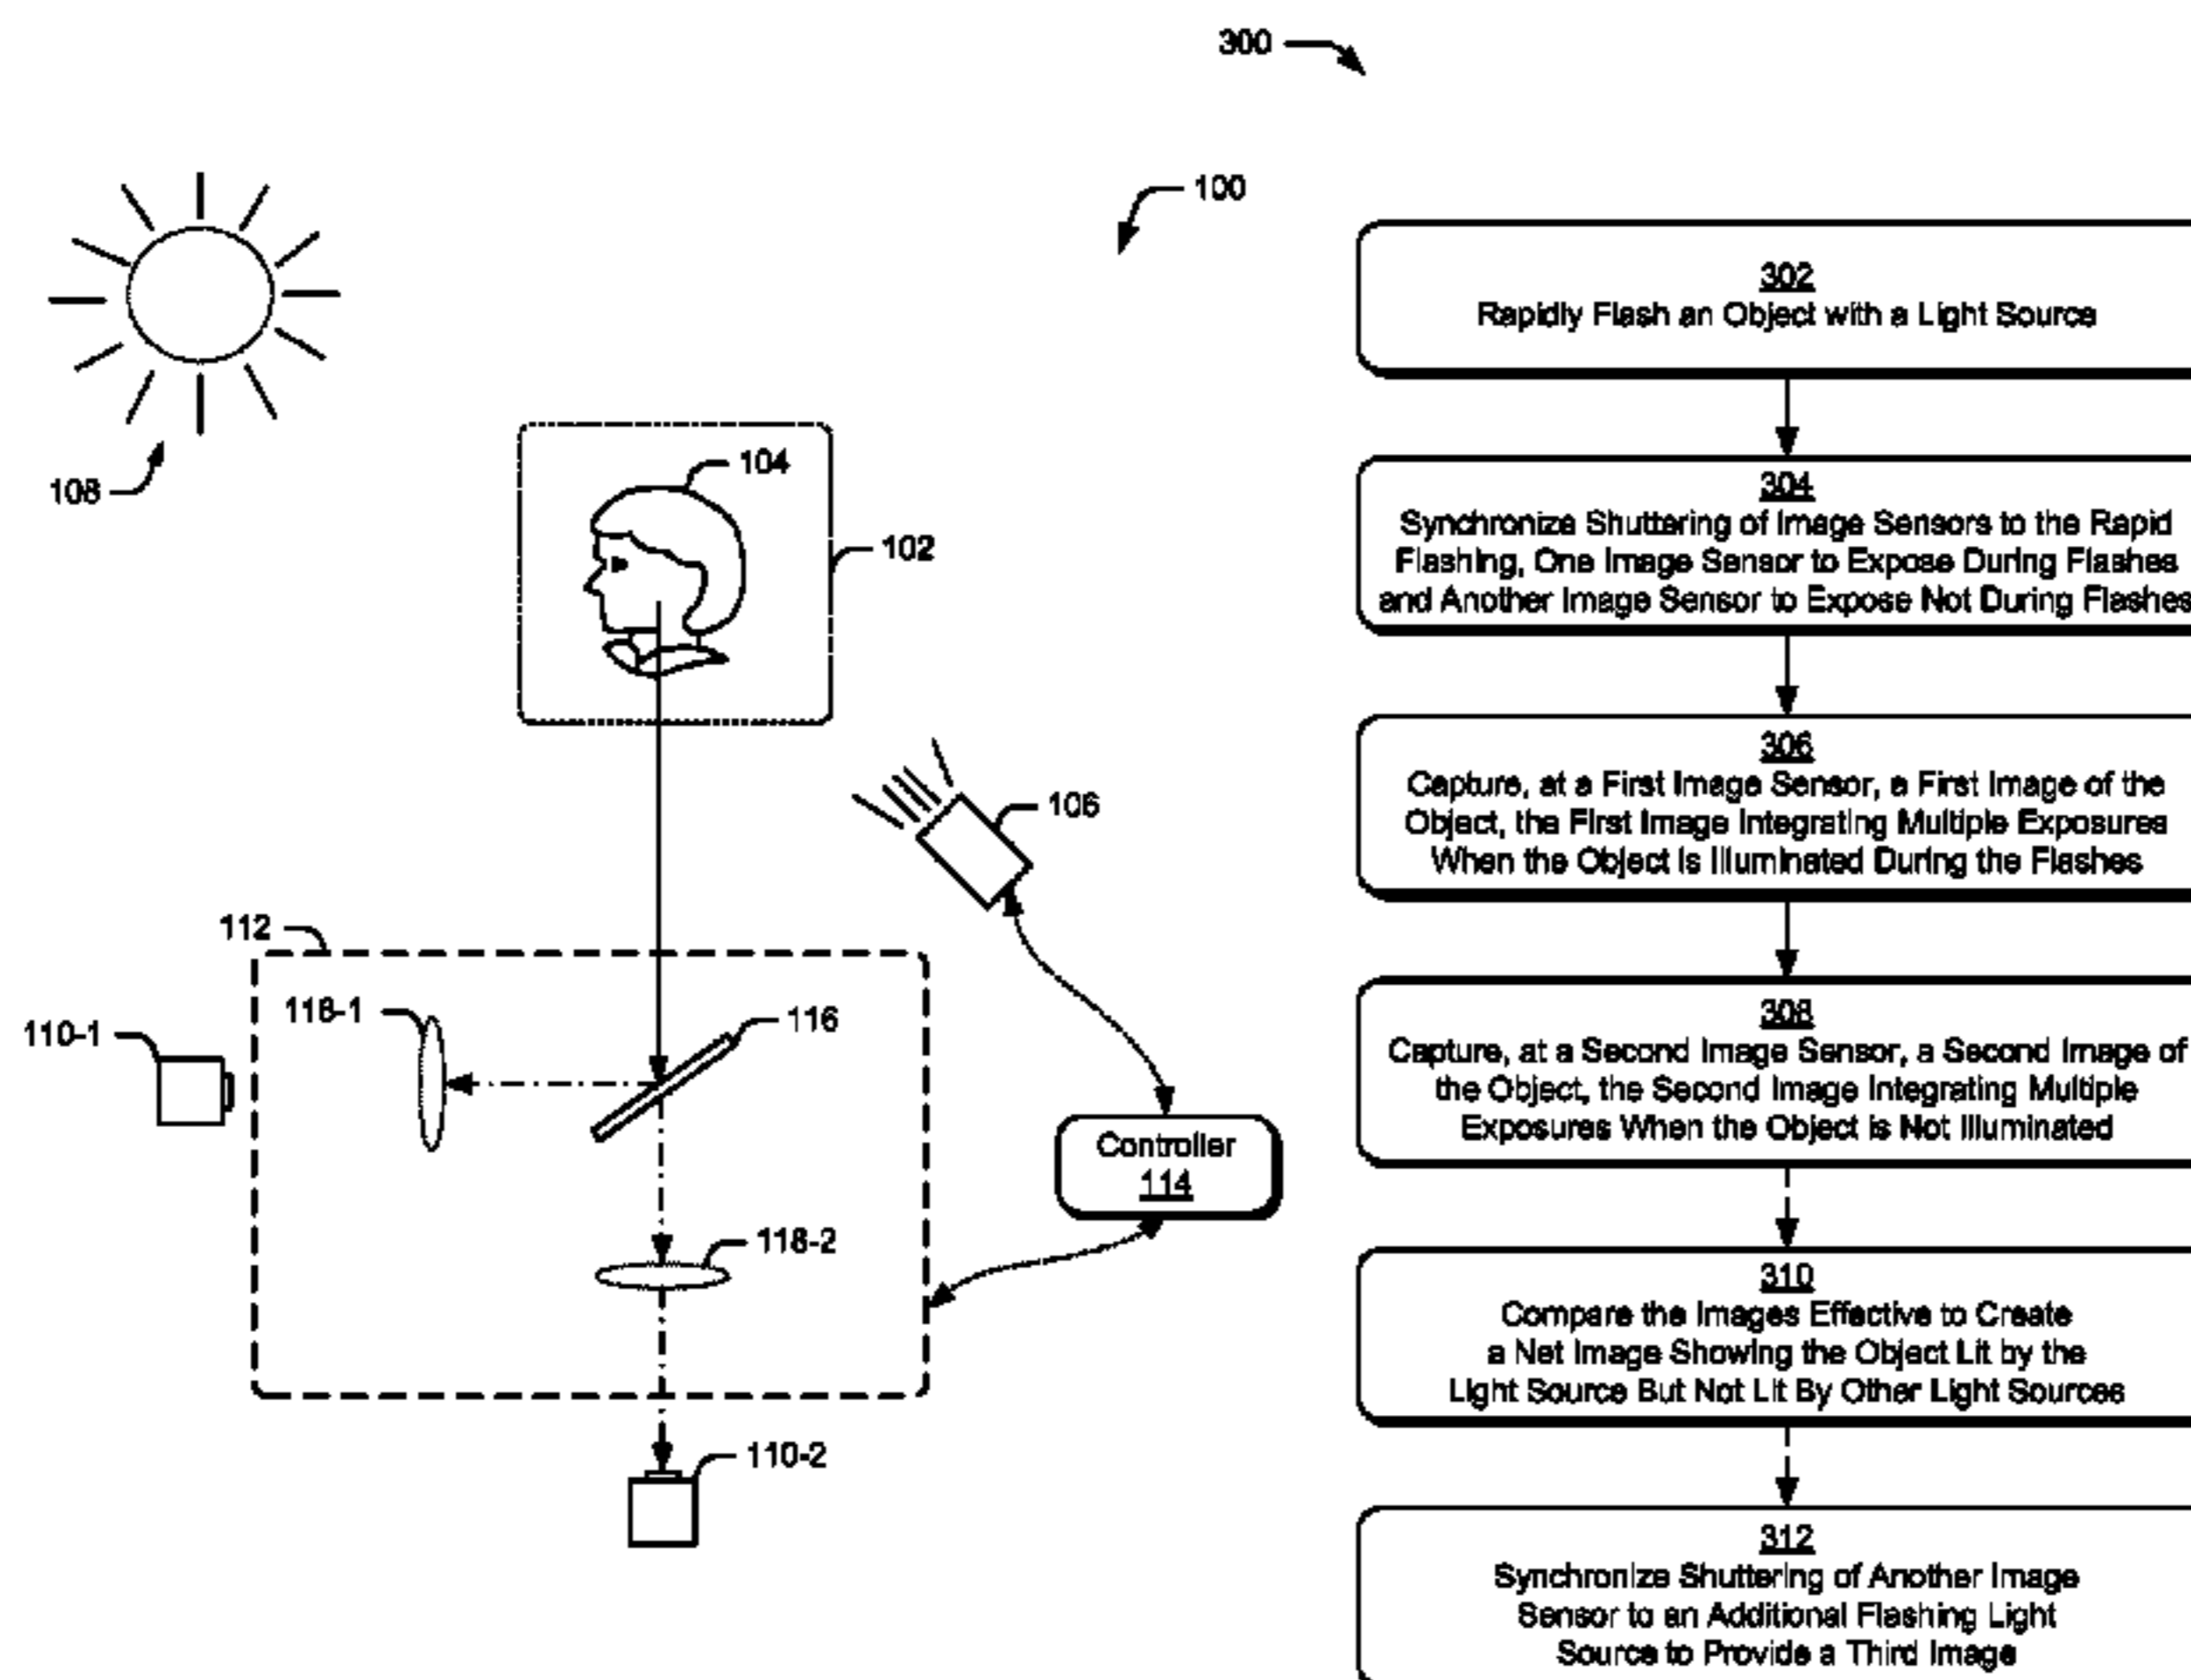 300
100
108
104
102
106
112
118-1
116
110-1
Controller
114
118-2
110-2
302
Rapidly Flash an Object with a Light Source
304
Synchronize Shuttering of Image Sensors to the Rapid
Flashing, One Image Sensor to Expose During Flashes
and Another Image Sensor to Expose Not During Flashes
306
Capture, at a First Image Sensor, a First Image of the
Object, the First Image Integrating Multiple Exposures
When the Object is Illuminated During the Flashes
308
Capture, at a Second Image Sensor, a Second Image of
the Object, the Second Image Integrating Multiple
Exposures When the Object is Not Illuminated
310
Compare the Images Effective to Create
a Net Image Showing the Object Lit by the
Light Source But Not Lit By Other Light Sources
312
Synchronize Shuttering of Another Image
Sensor to an Additional Flashing Light
Source to Provide a Third Image